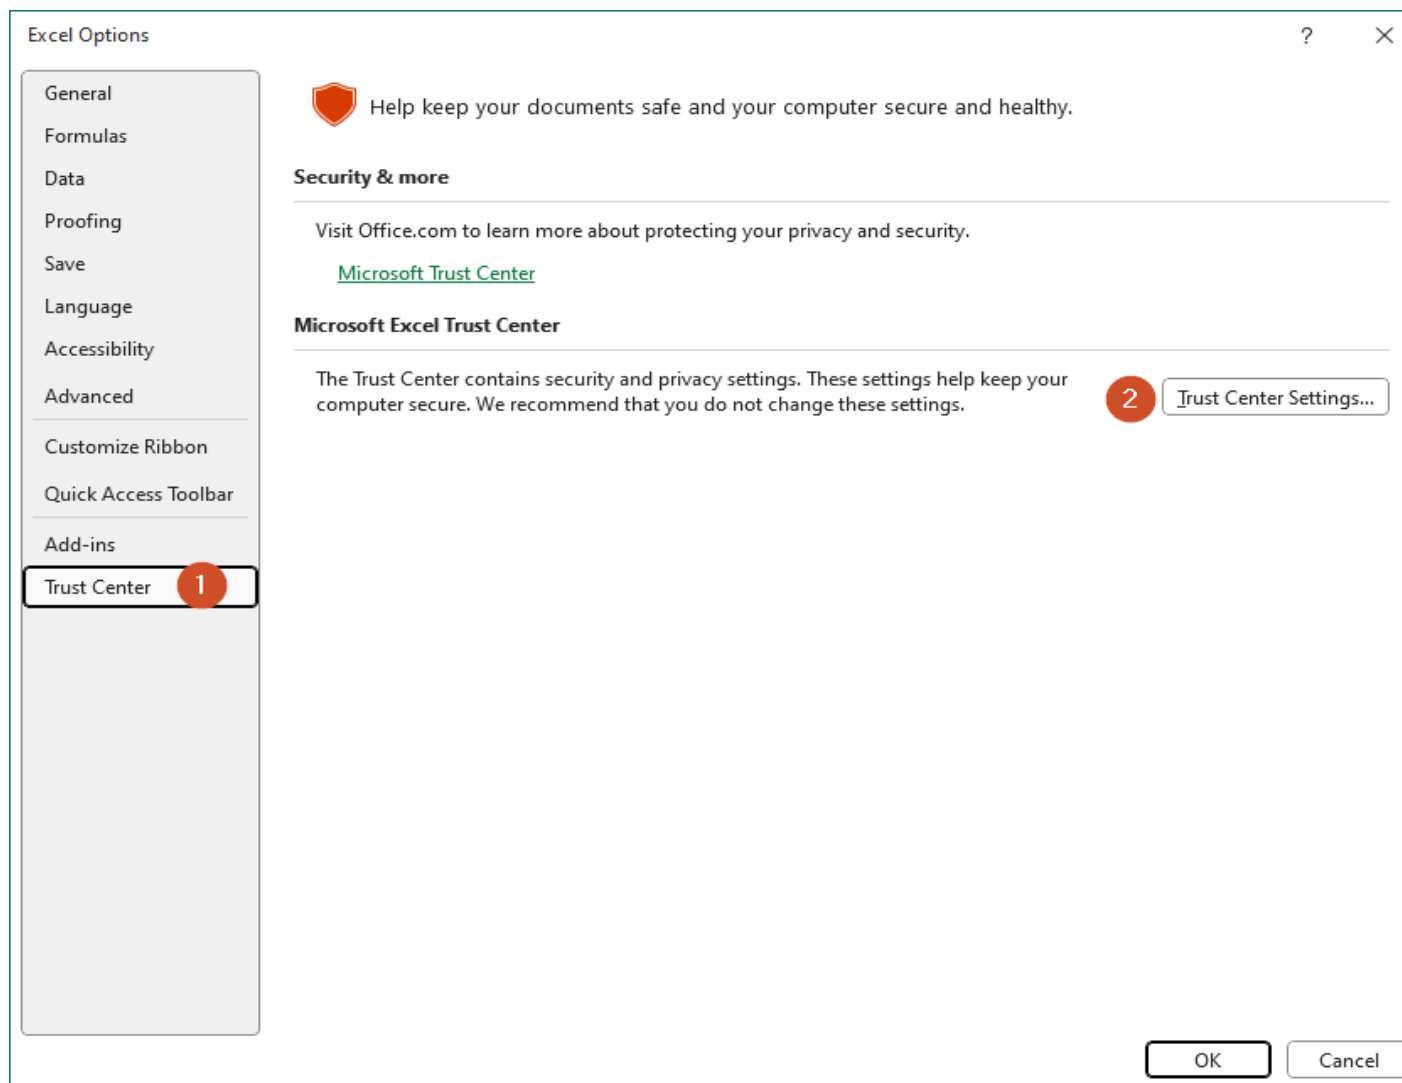 Excel Options
?
General
Formulas
Data
Proofing
Save
Language
Accessibility
Advanced
Customize Ribbon
Quick Access Toolbar
Add-ins
Trust Center 1
Help keep your documents safe and your computer secure and healthy.
Security & more
Visit Office.com to learn more about protecting your privacy and security.
Microsoft Trust Center
Microsoft Excel Trust Center
The Trust Center contains security and privacy settings. These settings help keep your
computer secure. We recommend that you do not change these settings.
2 Trust Center Settings...
OK
Cancel